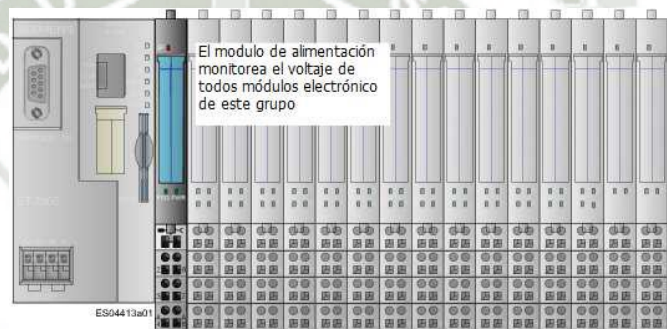 El modulo de alimentación
monitorea el voltaje de
todos módulos electrónico
de este grupo
ES04413a01